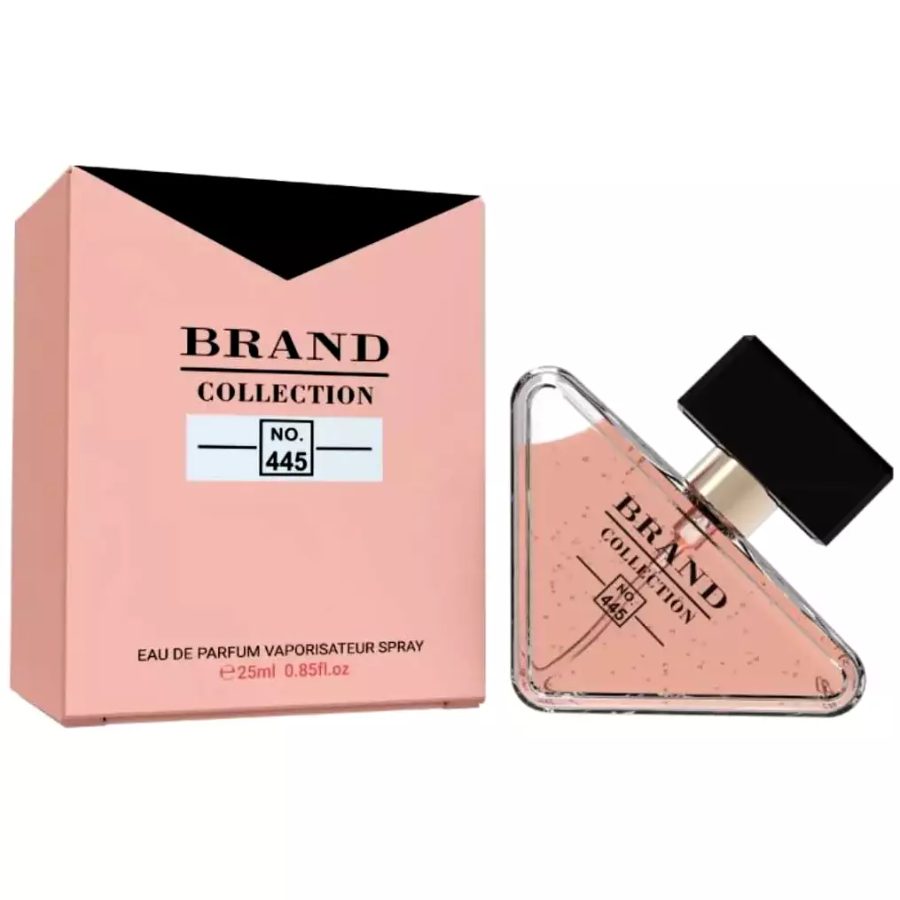 BRAND
COLLECTION
NO.
445
EAU DE PARFUM VAPORISATEUR SPRAY
℮25ml 0.85fl.oz
BRAND
COLLECTION
NO.
445